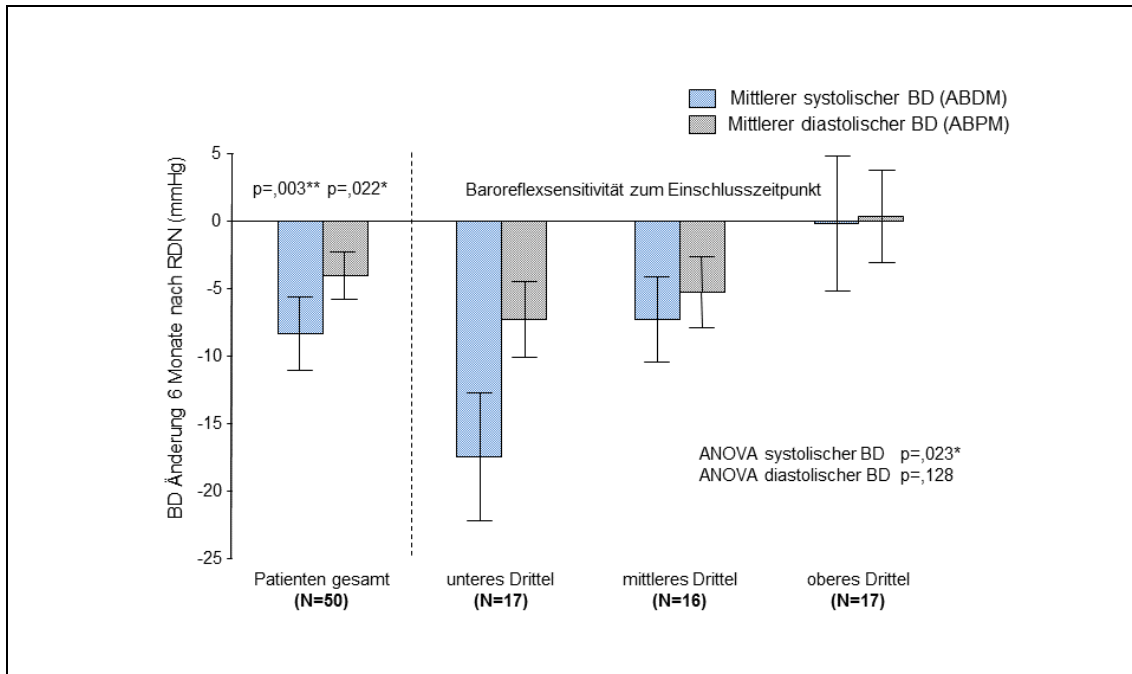 Mittlerer systolischer BD (ABDM)
Mittlerer diastolischer BD (ABPM)
BD Änderung 6 Monate nach RDN (mmHg)
5
0
-5
-10
-15
-20
-25
p=,003** p=,022*
Baroreflexsensitivität zum Einschlusszeitpunkt
ANOVA systolischer BD p=,023*
ANOVA diastolischer BD p=,128
Patienten gesamt
(N=50)
unteres Drittel
(N=17)
mittleres Drittel
(N=16)
oberes Drittel
(N=17)